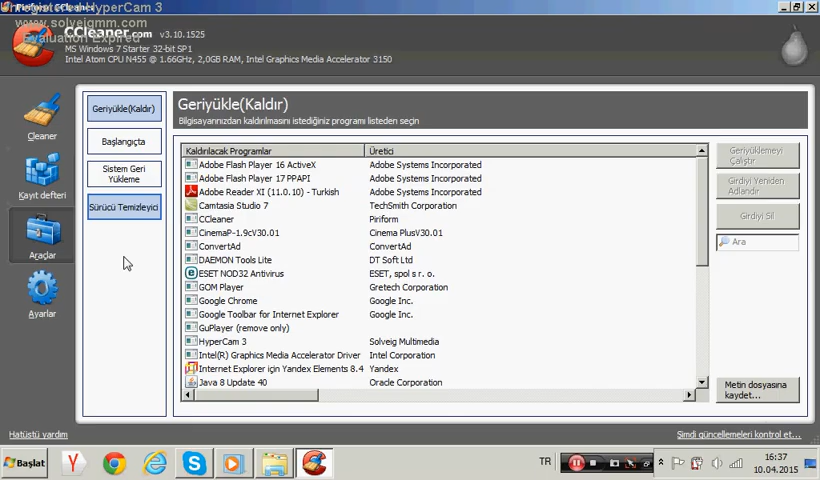 Unregistered HyperCam 3
Piriform CCleaner
www.solveigmm.com
Evaluation Expired
CCleaner.com v3.10.1525
MS Windows 7 Starter 32-bit SP1
Intel Atom CPU N455 @ 1.66GHz, 2,0GB RAM, Intel Graphics Media Accelerator 3150
Cleaner
Kayıt defteri
Araçlar
Ayarlar
Geriyükle(Kaldır)
Başlangıçta
Sistem Geri
Yükleme
Sürücü Temizleyici
Geriyükle(Kaldır)
Bilgisayarınızdan kaldırılmasını istediğiniz programı listeden seçin
Kaldırılacak Programlar Üretici
Adobe Flash Player 16 ActiveX Adobe Systems Incorporated
Adobe Flash Player 17 PPAPI Adobe Systems Incorporated
Adobe Reader XI (11.0.10) - Turkish Adobe Systems Incorporated
Camtasia Studio 7 TechSmith Corporation
CCleaner Piriform
CinemaP-1.9cV30.01 Cinema PlusV30.01
ConvertAd ConvertAd
DAEMON Tools Lite DT Soft Ltd
ESET NOD32 Antivirus ESET, spol s r. o.
GOM Player Gretech Corporation
Google Chrome Google Inc.
Google Toolbar for Internet Explorer Google Inc.
GuPlayer (remove only)
HyperCam 3 Solveig Multimedia
Intel(R) Graphics Media Accelerator Driver Intel Corporation
Internet Explorer için Yandex Elements 8.4 Yandex
Java 8 Update 40 Oracle Corporation
Geriyüklemeyi
Çalıştır
Girdiyi Yeniden
Adlandır
Girdiyi Sil
Ara
Metin dosyasına
kaydet...
Hatüstü yardım
Şimdi güncellemeleri kontrol et...
Başlat
TR
16:37
10.04.2015